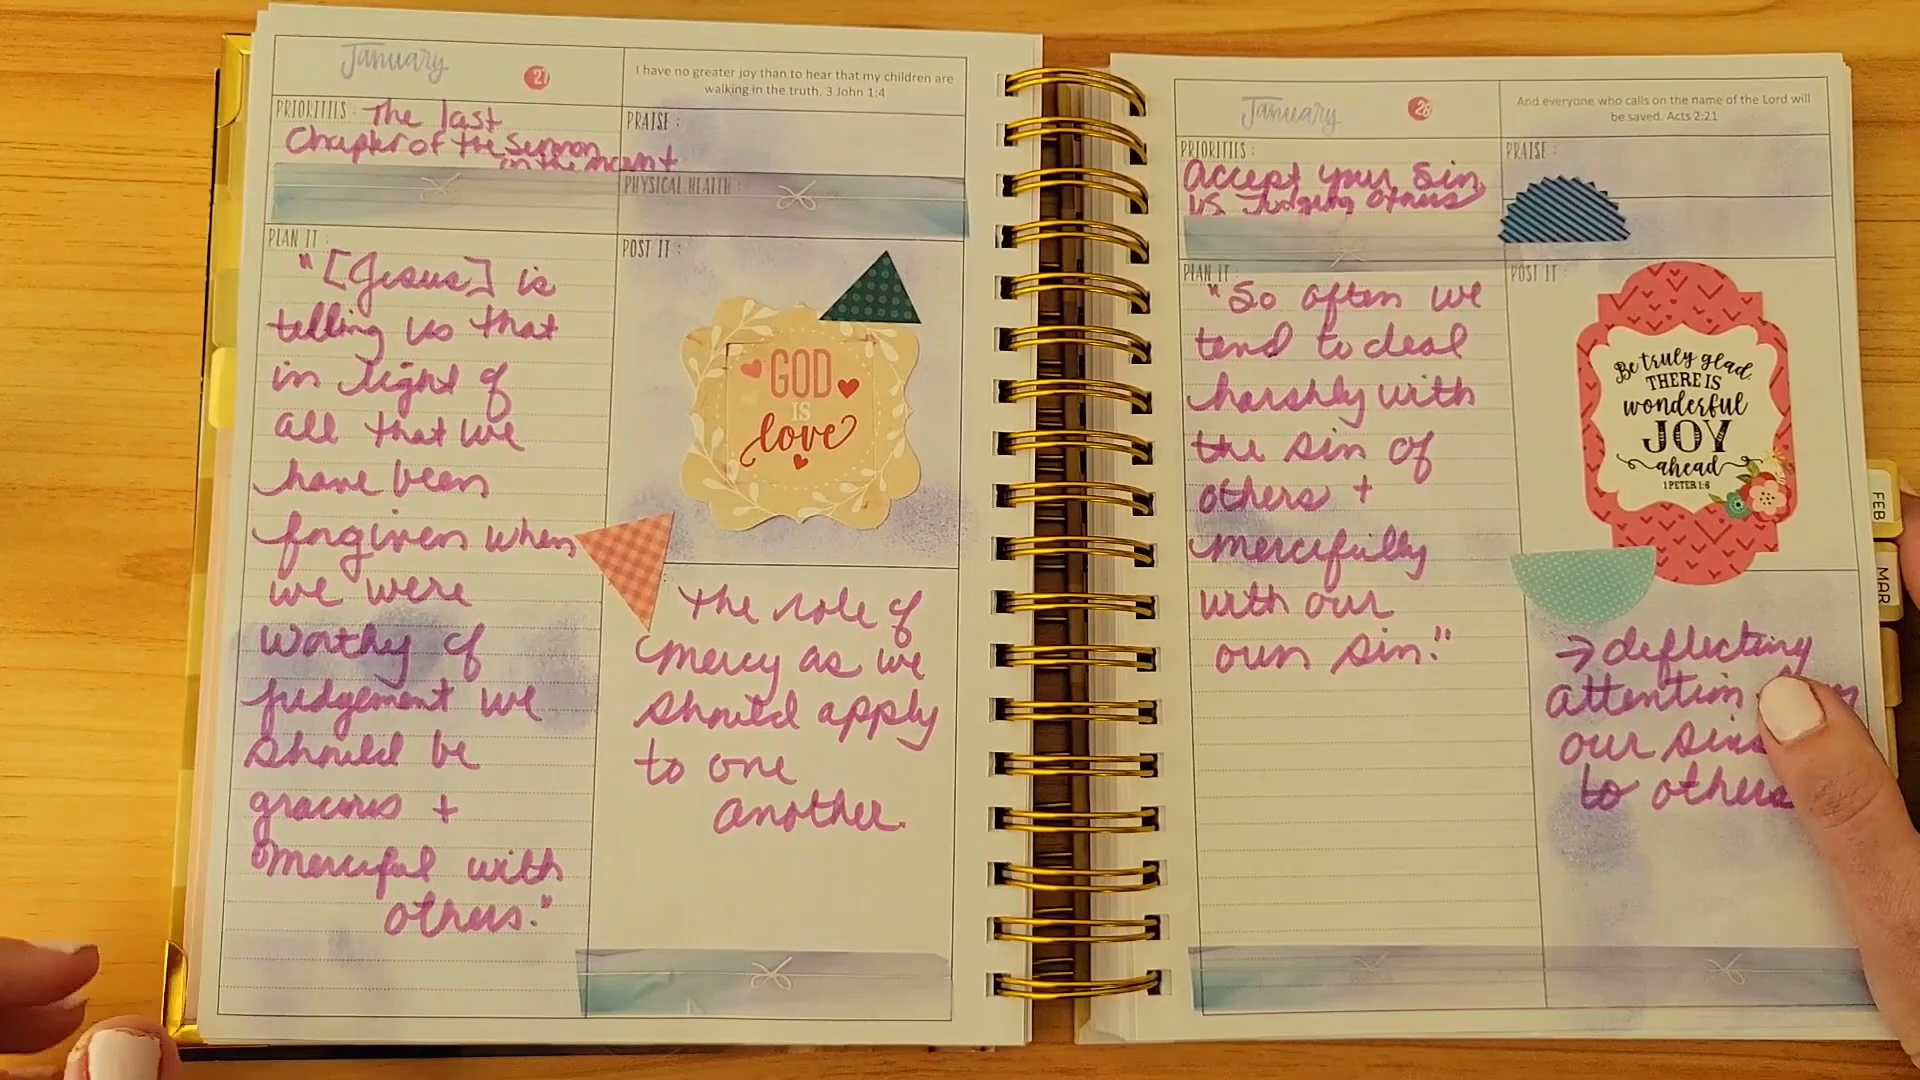 January 27
I have no greater joy than to hear that my children are
walking in the truth. 3 John 1:4
PRIORITIES : The last
Chapter of the Sermon
on the mount
PRAISE :
PHYSICAL HEALTH :
PLAN IT :
"[Jesus] is
telling us that
in light of
all that we
have been
forgiven when
we were
worthy of
judgement we
should be
gracious +
merciful with
others."
POST IT :
GOD
IS
love
The role of
mercy as we
should apply
to one
another.
January 28
And everyone who calls on the name of the Lord will
be saved. Acts 2:21
PRIORITIES :
Accept your Sin
vs. Judging Others
PRAISE :
PLAN IT :
"So often we
tend to deal
harshly with
the sin of
others +
mercifully
with our
own sin."
POST IT :
Be truly glad.
THERE IS
wonderful
JOY
ahead
1 PETER 1:6
→ deflecting
attention
our sins
to others
FEB
MAR